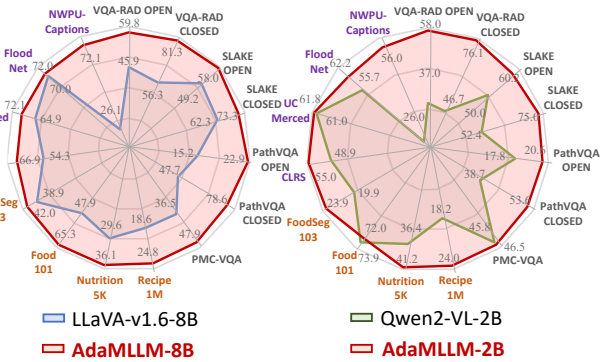 VQA-RAD OPEN
59.8
VQA-RAD
CLOSED
81.3
SLAKE
OPEN
58.0
SLAKE
CLOSED
73.3
PathVQA
OPEN
22.9
PathVQA
CLOSED
78.6
PMC-VQA
47.9
Recipe
1M
24.8
Nutrition
5K
36.1
Food
101
65.3
Seg
3
42.0
66.9
ed
72.1
Flood
Net
72.0
NWPU-
Captions
72.1
45.9
56.3
49.2
62.3
15.2
47.7
36.5
18.6
29.6
47.9
38.9
54.3
64.9
70.0
26.1
LLaVA-v1.6-8B
AdaMLLM-8B
VQA-RAD OPEN
58.0
VQA-RAD
CLOSED
76.1
SLAKE
OPEN
SLAKE
CLOSED
75.0
PathVQA
OPEN
PathVQA
CLOSED
53.6
PMC-VQA
46.5
Recipe
1M
24.0
Nutrition
5K
41.2
Food
101
73.9
FoodSeg
103
23.9
CLRS
55.0
UC
Merced
61.8
Flood
Net
62.2
NWPU-
Captions
56.0
37.0
46.7
50.0
52.4
17.8
38.7
45.8
18.2
36.4
72.0
19.9
48.9
61.0
55.7
26.0
Qwen2-VL-2B
AdaMLLM-2B